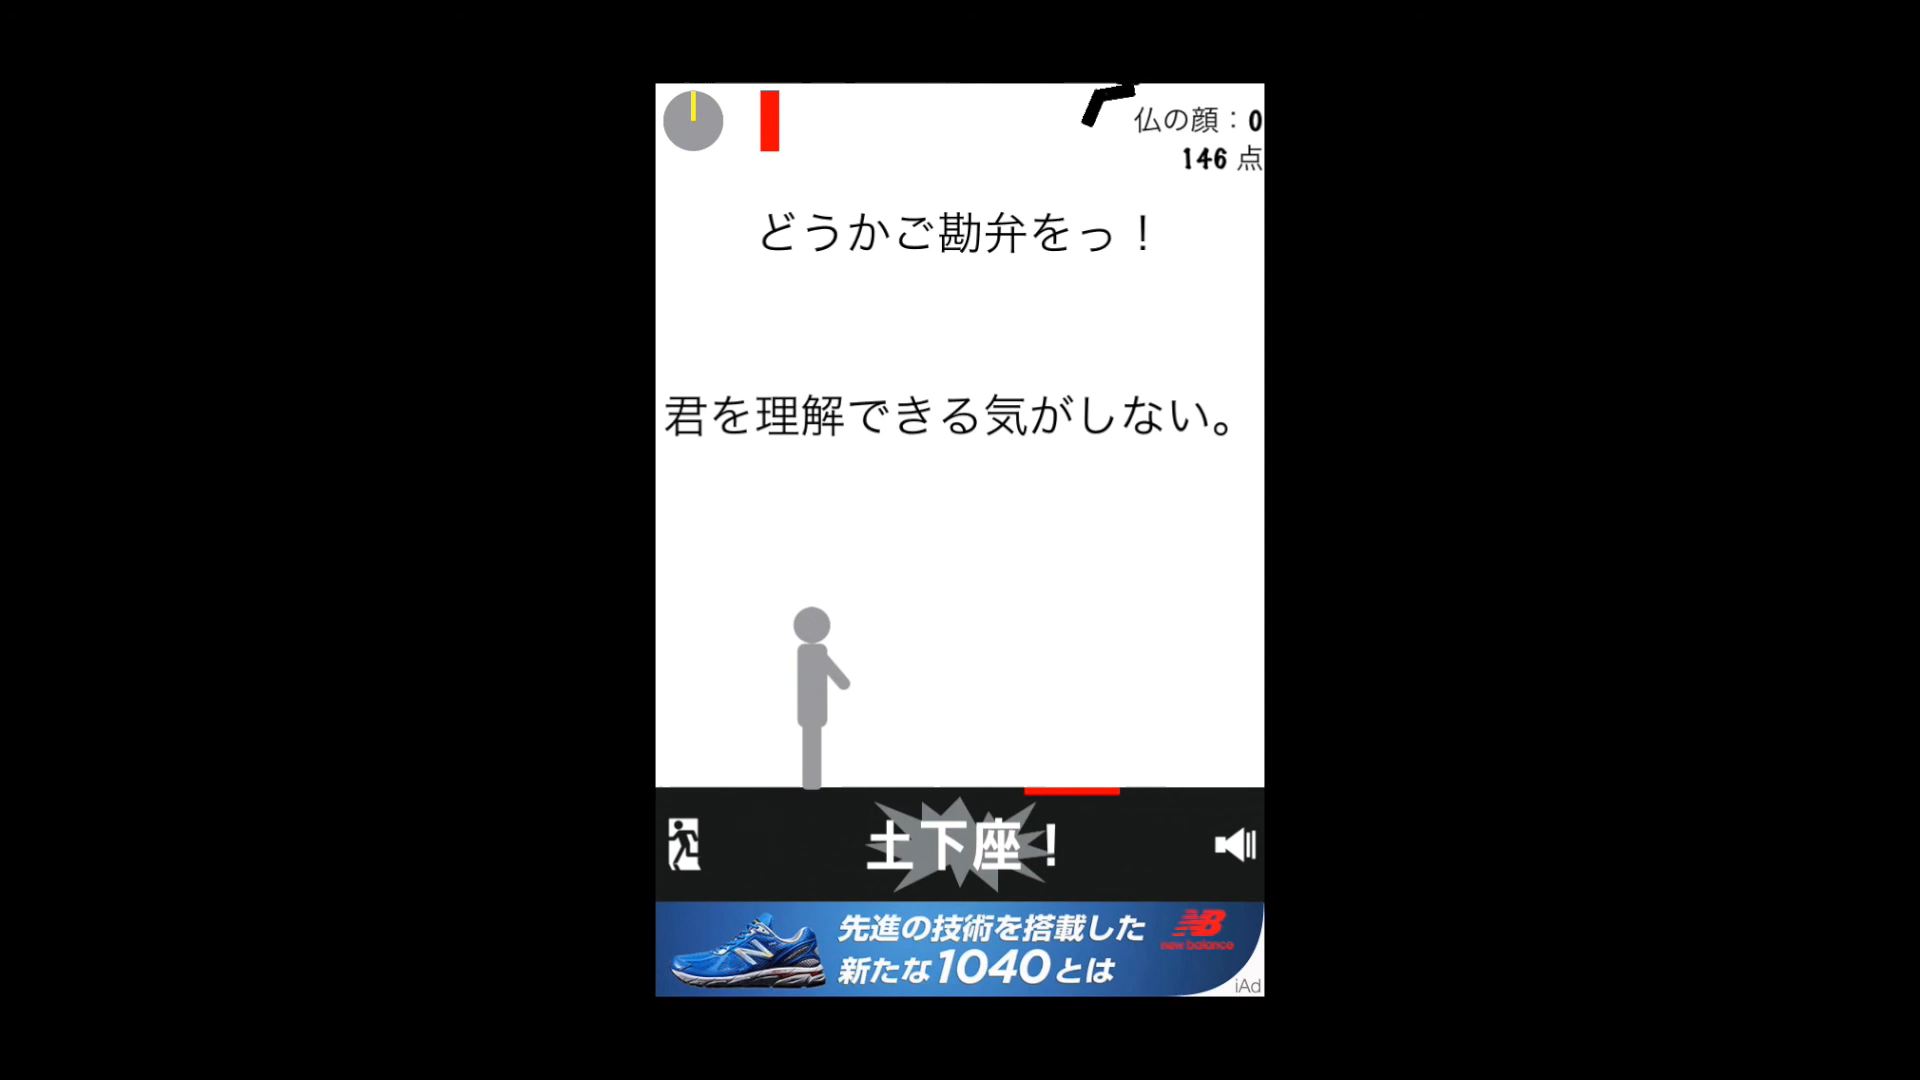 仏の顔：0
146 点
どうかご勘弁をっ！
君を理解できる気がしない。
土下座！
先進の技術を搭載した
新たな1040とは
NB
new balance
iAd